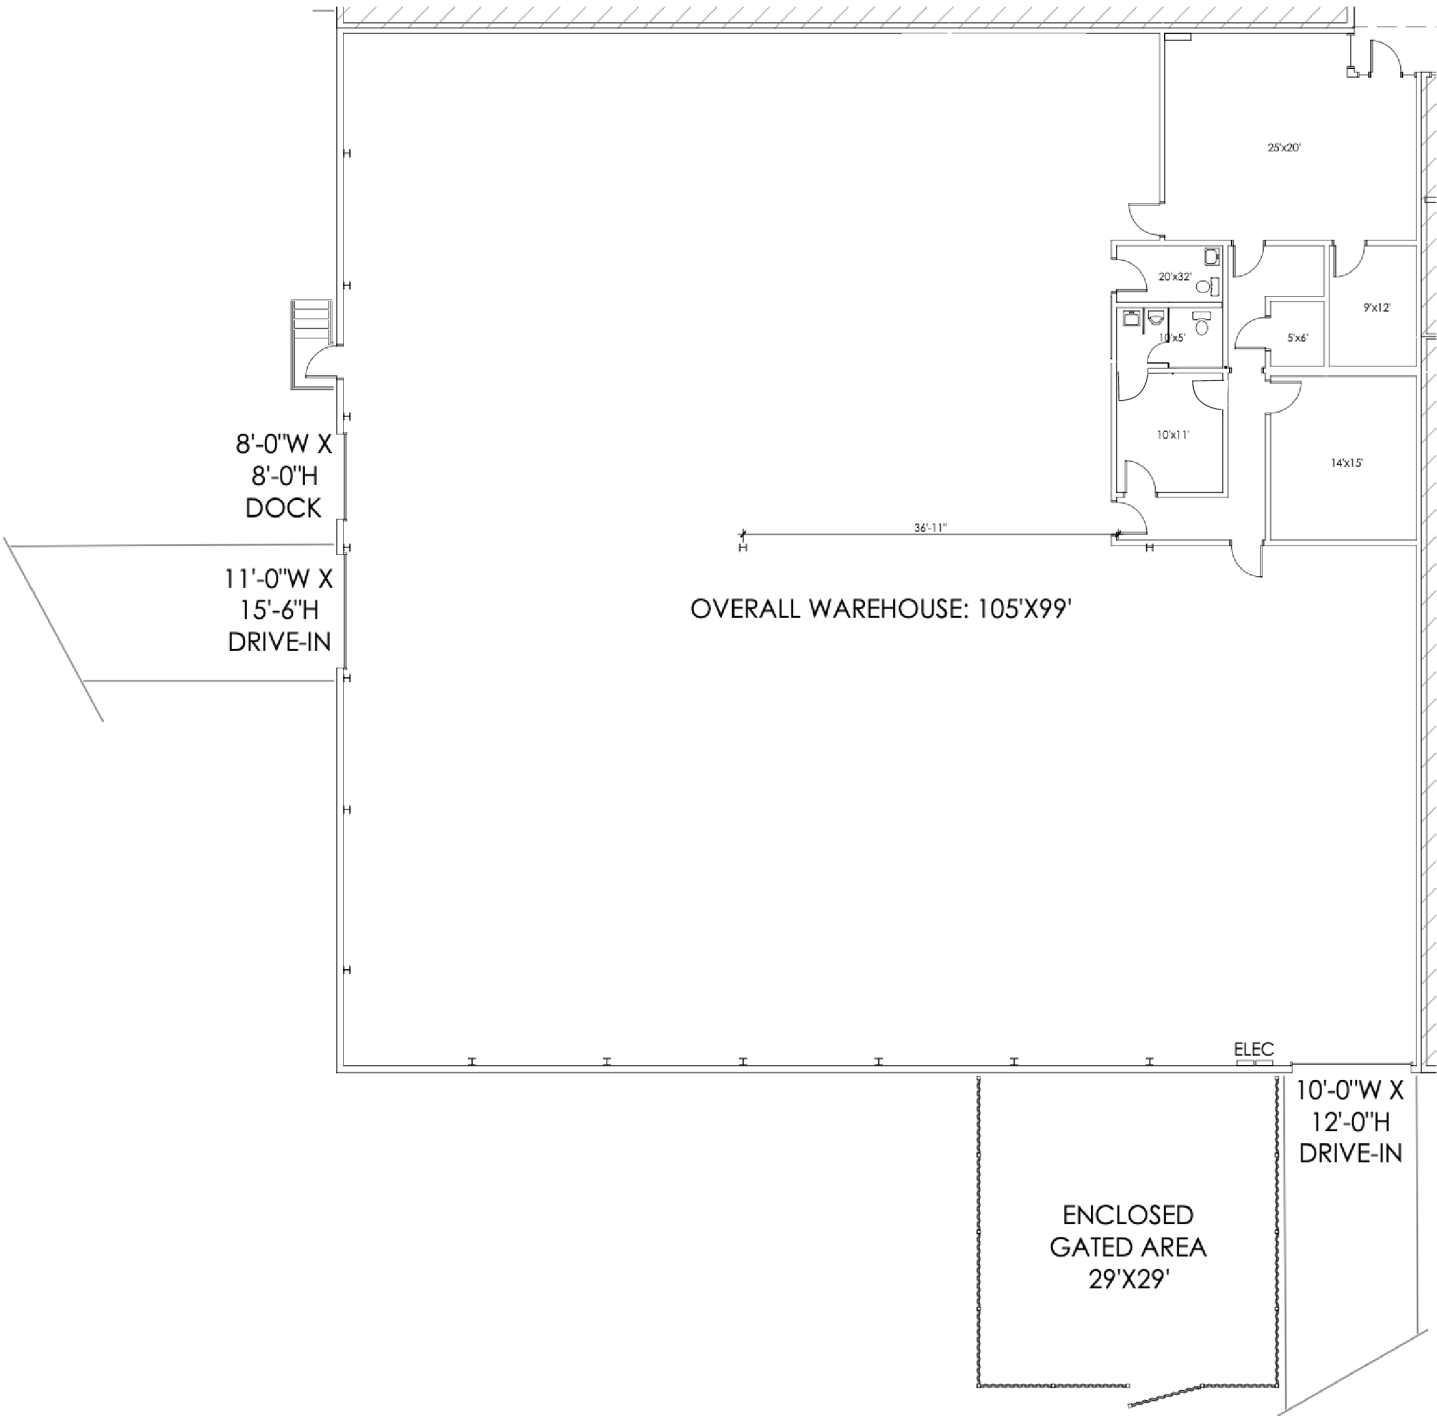 25'x20'
20'x32'
9'x12'
10'x5'
5'x6'
8'-0"W X
8'-0"H
DOCK
10'x11'
14'x15'
36'-11"
11'-0"W X
15'-6"H
DRIVE-IN
OVERALL WAREHOUSE: 105'X99'
ELEC
10'-0"W X
12'-0"H
DRIVE-IN
ENCLOSED
GATED AREA
29'X29'